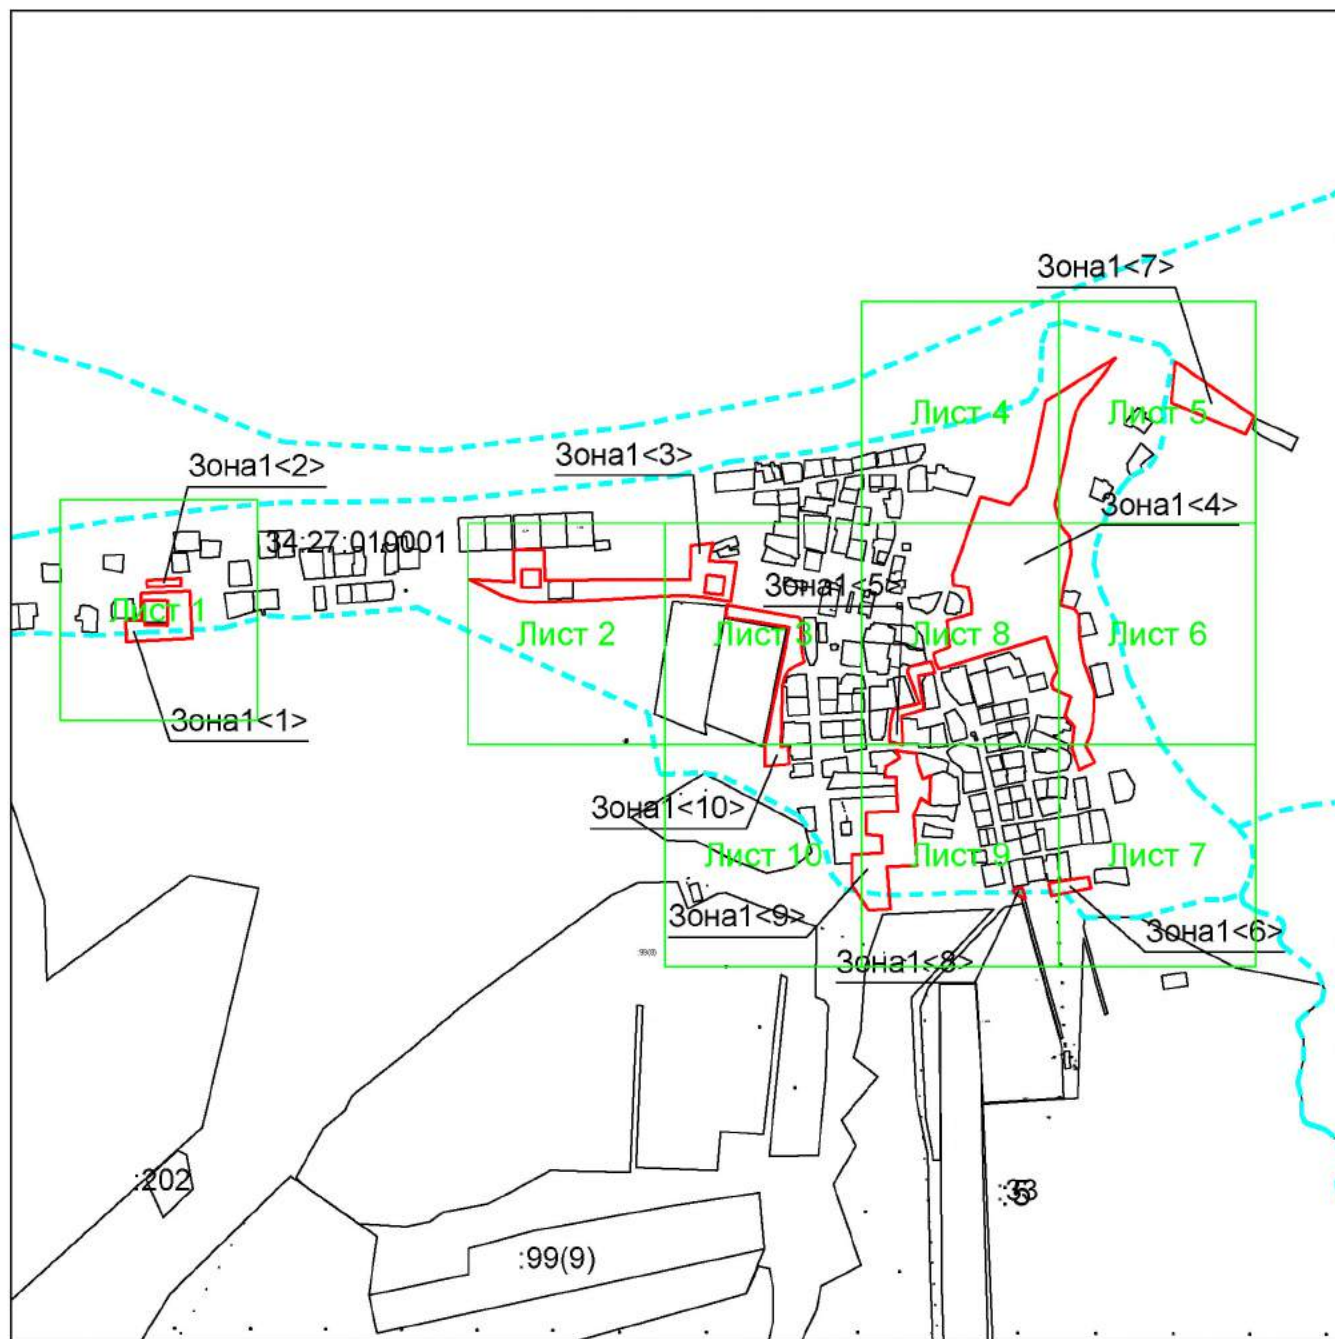 Зона1<7>
Лист 4
Лист 5
Зона1<3>
Зона1<2>
Зона1<4>
34:27:010001
Зона1<5>
Лист 1
Лист 2
Лист 3
Лист 8
Лист 6
Зона1<1>
Зона1<10>
Лист 10
Лист 9
Лист 7
Зона1<9>
Зона1<6>
:99(8)
Зона1<8>
:202
:99(9)